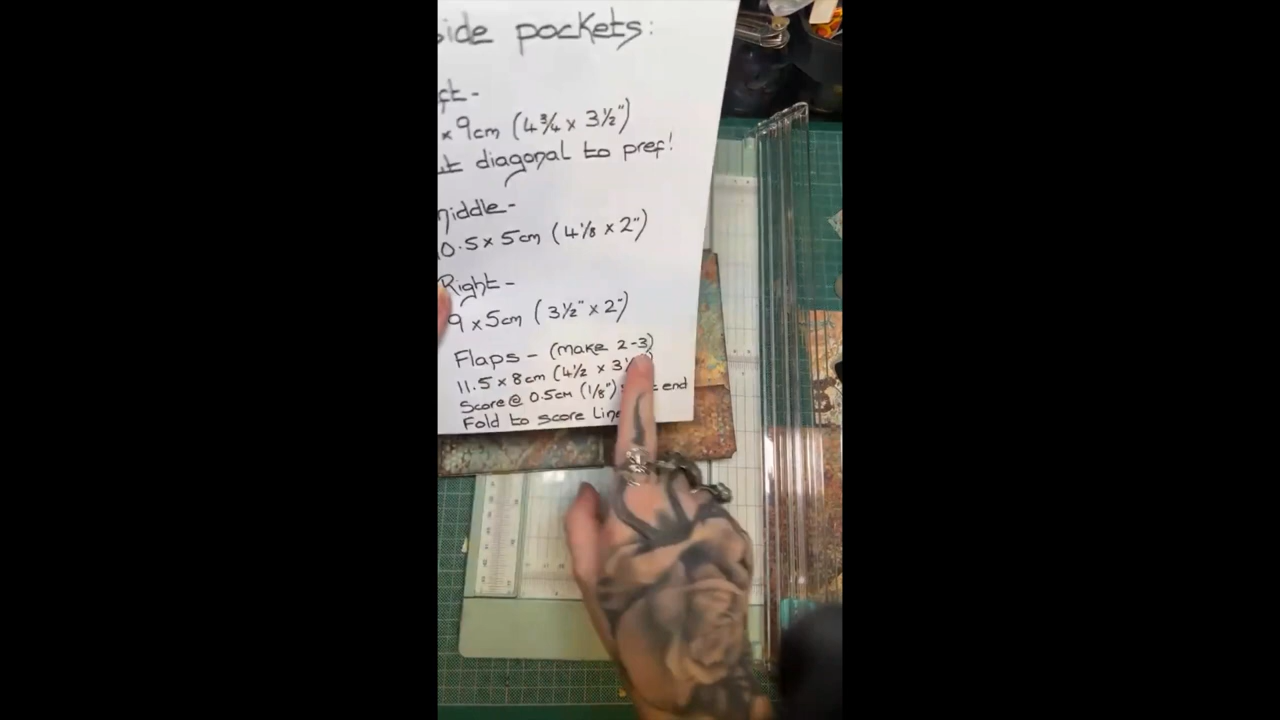 side pockets:
9cm (4¾ x 3½")
diagonal to pref!
middle-
10.5 x 5cm (4⅛ x 2")
Right-
9 x 5cm (3½" x 2")
Flaps - (make 2-3)
11.5 x 8cm (4½ x 3
Score @ 0.5cm (1/8") end
Fold to score Line